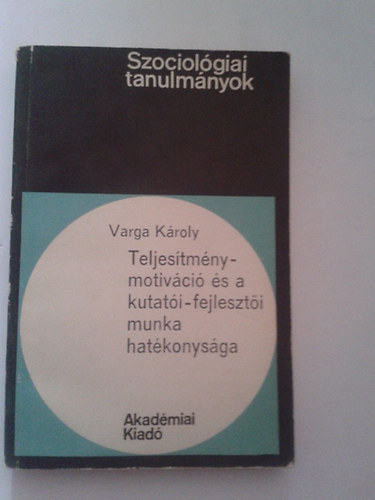 Szociológiai
tanulmányok
Varga Károly
Teljesítmény-
motiváció és a
kutatói-fejlesztői
munka
hatékonysága
Akadémiai
Kiadó